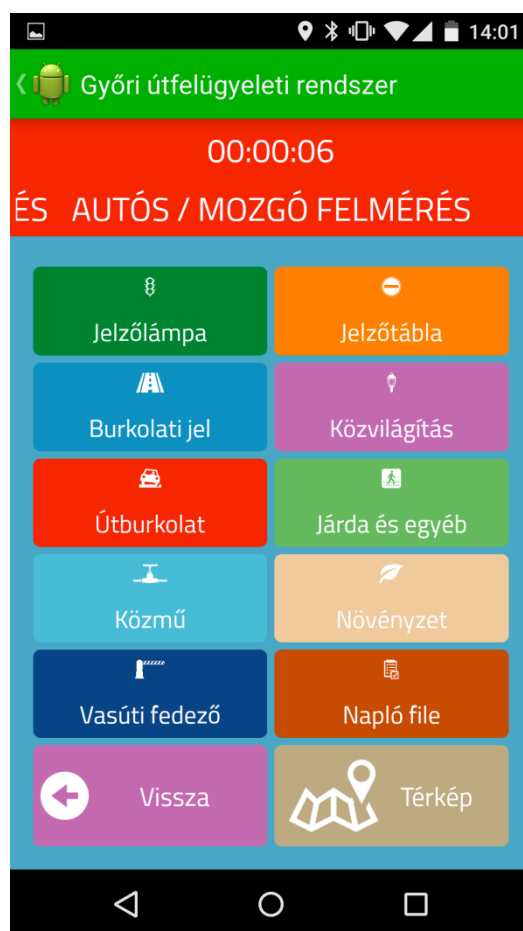 14:01
Győri útfelügyeleti rendszer
00:00:06
ÉS AUTÓS / MOZGÓ FELMÉRÉS
Jelzőlámpa
Jelzőtábla
Burkolati jel
Közvilágítás
Útburkolat
Járda és egyéb
Közmű
Növényzet
Vasúti fedező
Napló file
Vissza
Térkép